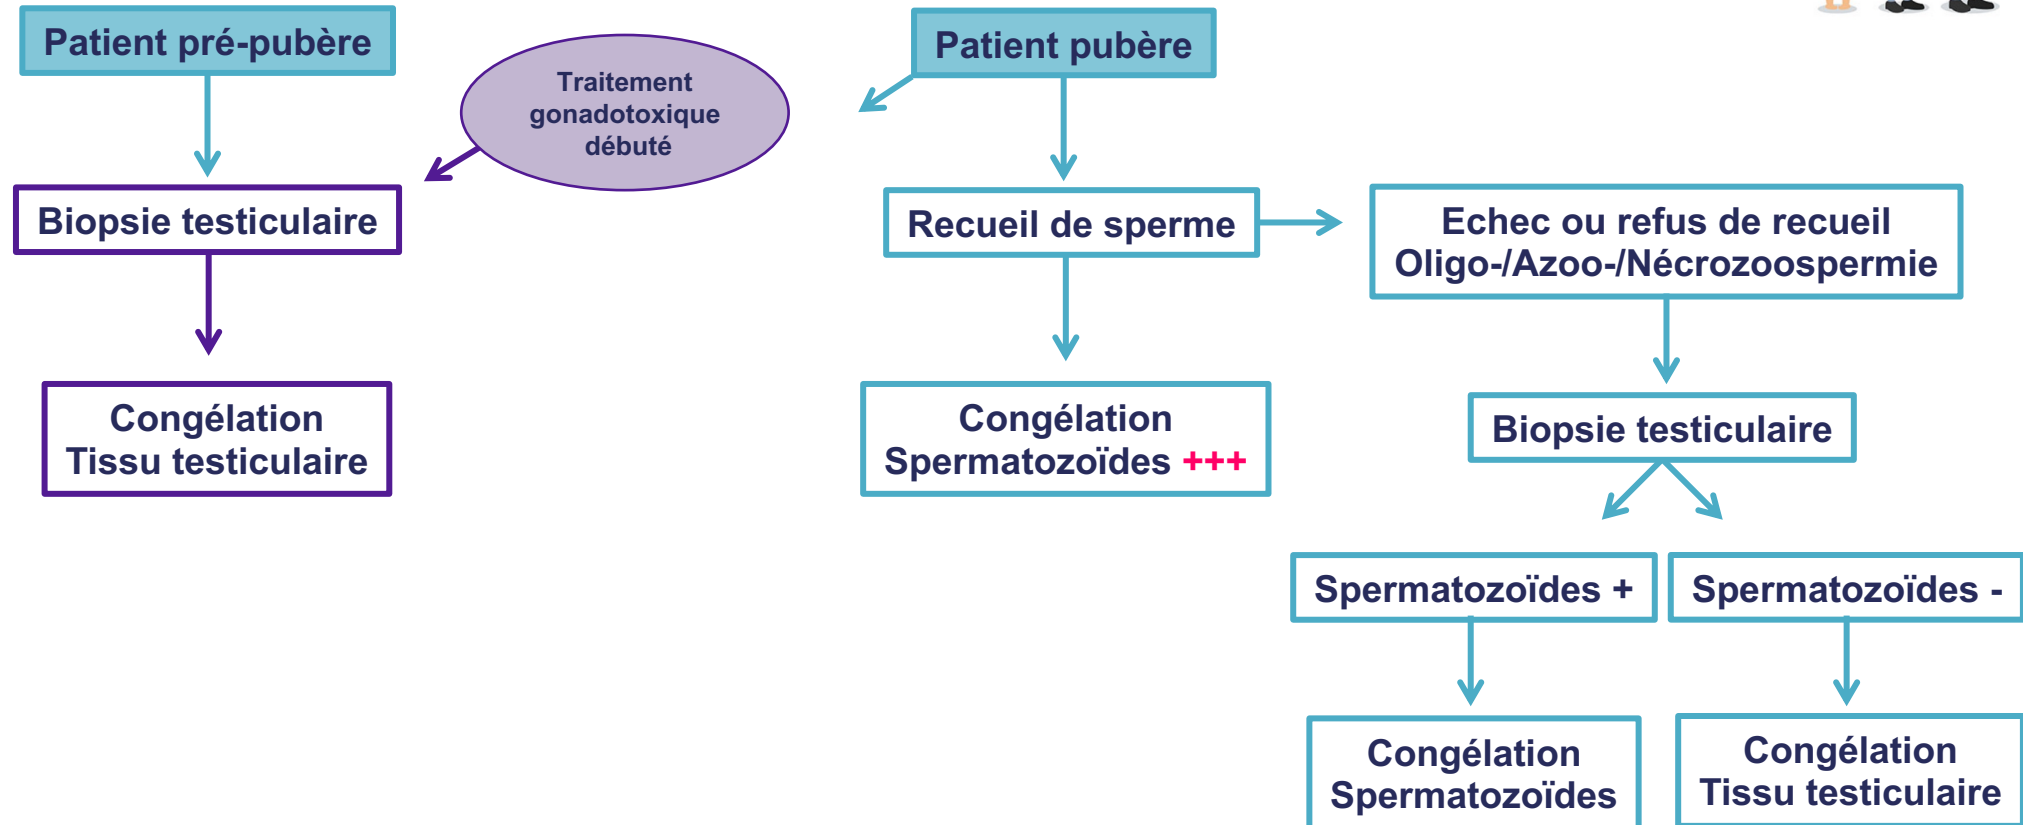 Patient pré-pubère
Traitement
gonadotoxique
débuté
Patient pubère
Biopsie testiculaire
Recueil de sperme
Echec ou refus de recueil
Oligo-/Azoo-/Nécrozoospermie
Congélation
Tissu testiculaire
Congélation
Spermatozoïdes +++
Biopsie testiculaire
Spermatozoïdes +
Spermatozoïdes -
Congélation
Spermatozoïdes
Congélation
Tissu testiculaire